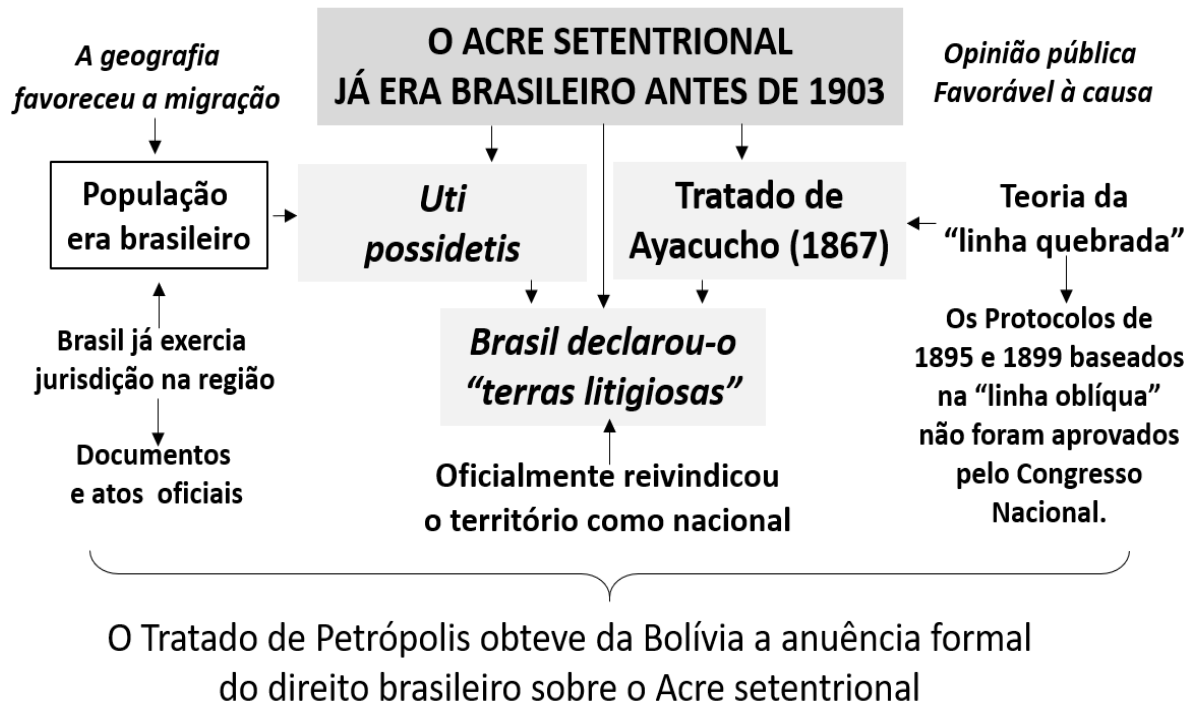 A geografia
favoreceu a migração
O ACRE SETENTRIONAL
JÁ ERA BRASILEIRO ANTES DE 1903
Opinião pública
Favorável à causa
População
era brasileiro
Uti
possidetis
Tratado de
Ayacucho (1867)
Teoria da
“linha quebrada”
Brasil já exercia
jurisdição na região
Documentos
e atos oficiais
Brasil declarou-o
“terras litigiosas”
Oficialmente reivindicou
o território como nacional
Os Protocolos de
1895 e 1899 baseados
na “linha oblíqua”
não foram aprovados
pelo Congresso
Nacional.
O Tratado de Petrópolis obteve da Bolívia a anuência formal
do direito brasileiro sobre o Acre setentrional